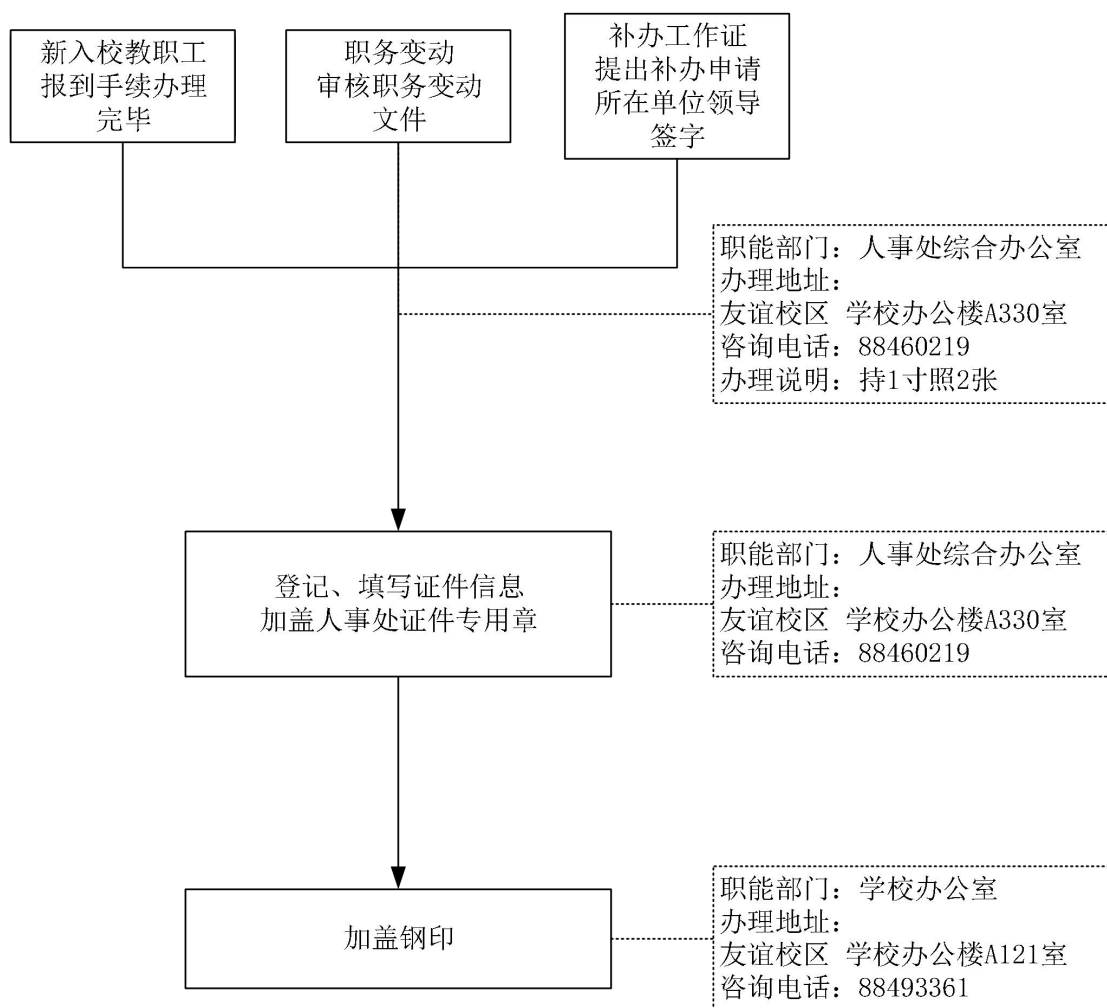 新入校教职工
报到手续办理
完毕
职务变动
审核职务变动
文件
补办工作证
提出补办申请
所在单位领导
签字
职能部门：人事处综合办公室
办理地址：
友谊校区 学校办公楼A330室
咨询电话：88460219
办理说明：持1寸照2张
登记、填写证件信息
加盖人事处证件专用章
职能部门：人事处综合办公室
办理地址：
友谊校区 学校办公楼A330室
咨询电话：88460219
加盖钢印
职能部门：学校办公室
办理地址：
友谊校区 学校办公楼A121室
咨询电话：88493361